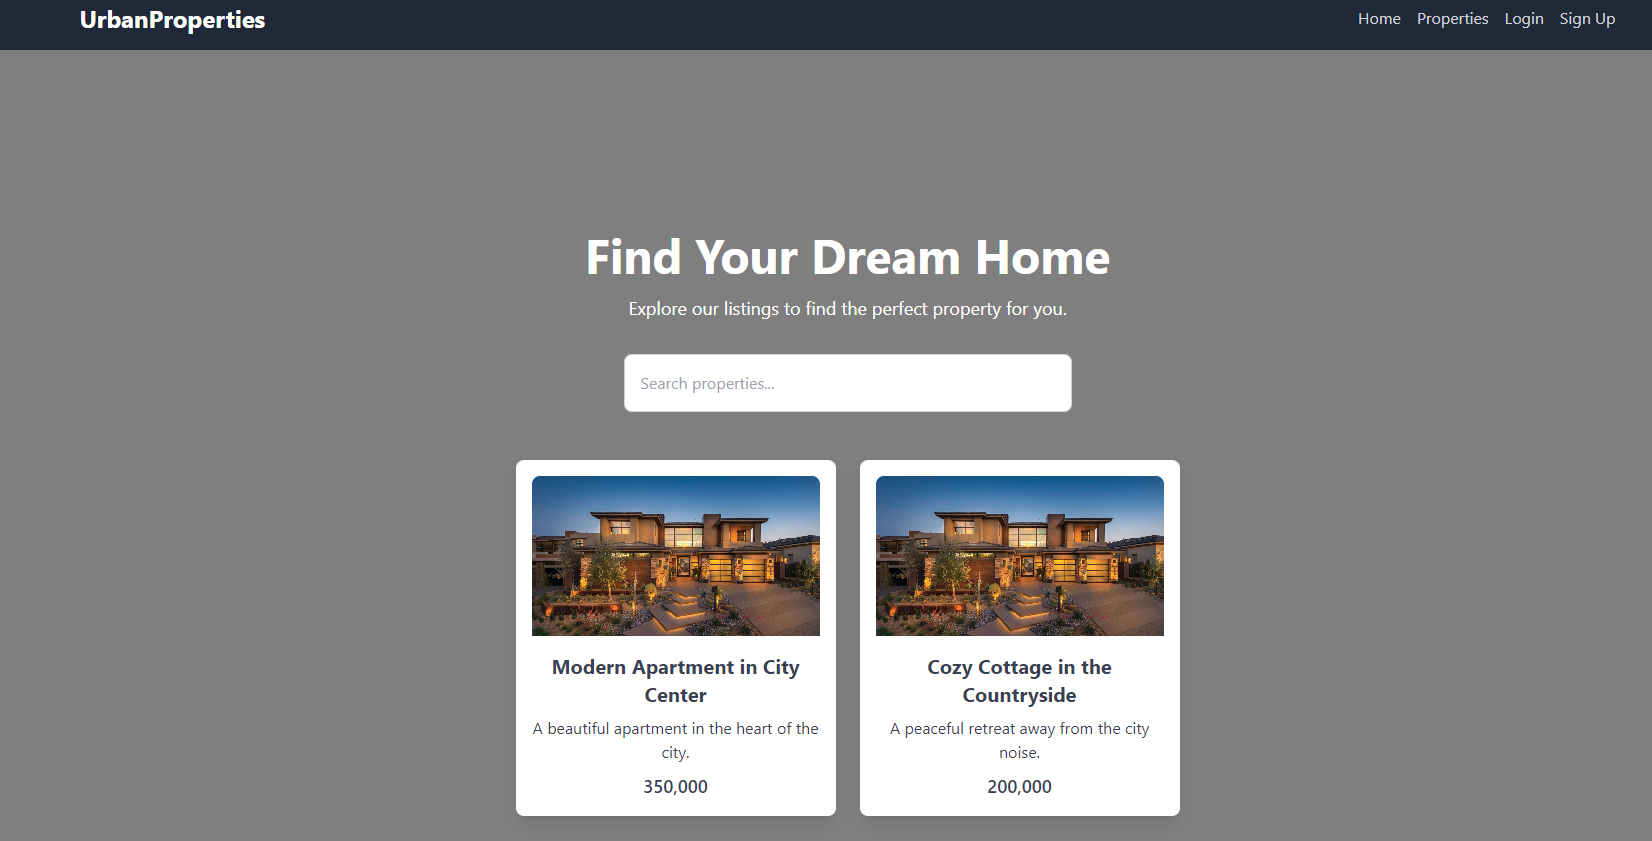 UrbanProperties
Home Properties Login Sign Up
Find Your Dream Home
Explore our listings to find the perfect property for you.
Search properties...
Modern Apartment in City
Center
A beautiful apartment in the heart of the
city.
350,000
Cozy Cottage in the
Countryside
A peaceful retreat away from the city
noise.
200,000